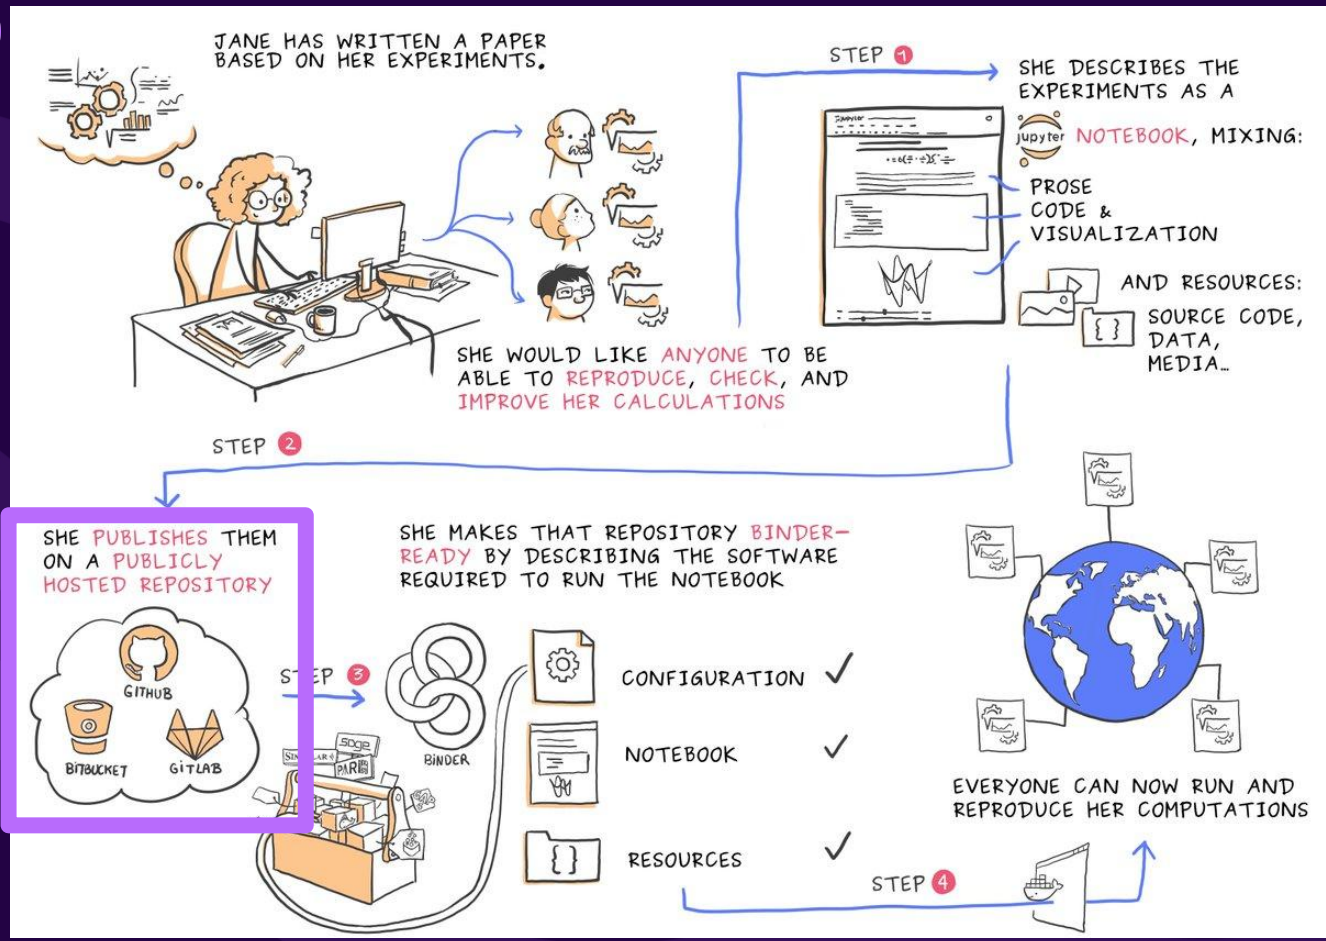 JANE HAS WRITTEN A PAPER
BASED ON HER EXPERIMENTS.
SHE WOULD LIKE ANYONE TO BE
ABLE TO REPRODUCE, CHECK, AND
IMPROVE HER CALCULATIONS
STEP 1
SHE DESCRIBES THE
EXPERIMENTS AS A
jupyter NOTEBOOK, MIXING:
PROSE
CODE &
VISUALIZATION
AND RESOURCES:
SOURCE CODE,
DATA,
MEDIA…
STEP 2
SHE PUBLISHES THEM
ON A PUBLICLY
HOSTED REPOSITORY
GITHUB
BITBUCKET GITLAB
STEP 3
SHE MAKES THAT REPOSITORY BINDER-
READY BY DESCRIBING THE SOFTWARE
REQUIRED TO RUN THE NOTEBOOK
BINDER
sage
CONFIGURATION
NOTEBOOK
RESOURCES
STEP 4
EVERYONE CAN NOW RUN AND
REPRODUCE HER COMPUTATIONS